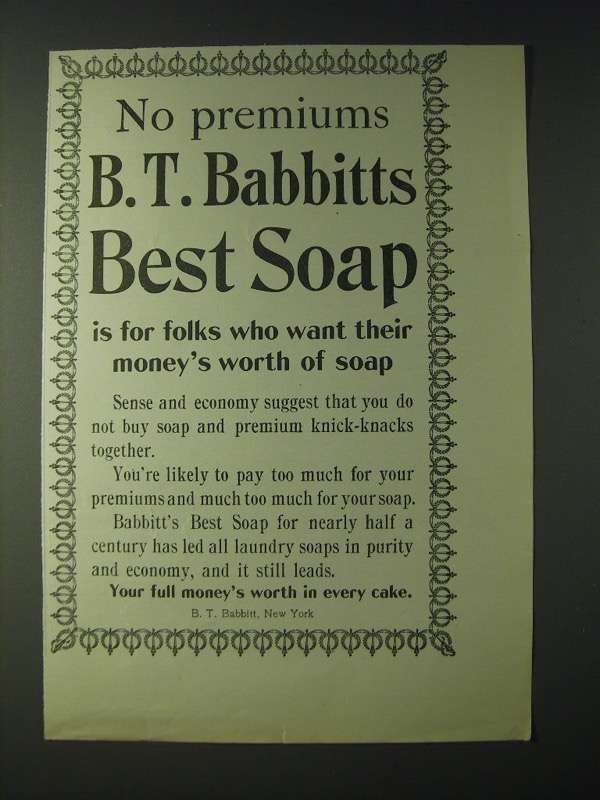 No premiums
B. T. Babbitts
Best Soap
is for folks who want their
money's worth of soap
Sense and economy suggest that you do
not buy soap and premium knick-knacks
together.
You're likely to pay too much for your
premiums and much too much for your soap.
Babbitt's Best Soap for nearly half a
century has led all laundry soaps in purity
and economy, and it still leads.
Your full money's worth in every cake.
B. T. Babbitt, New York